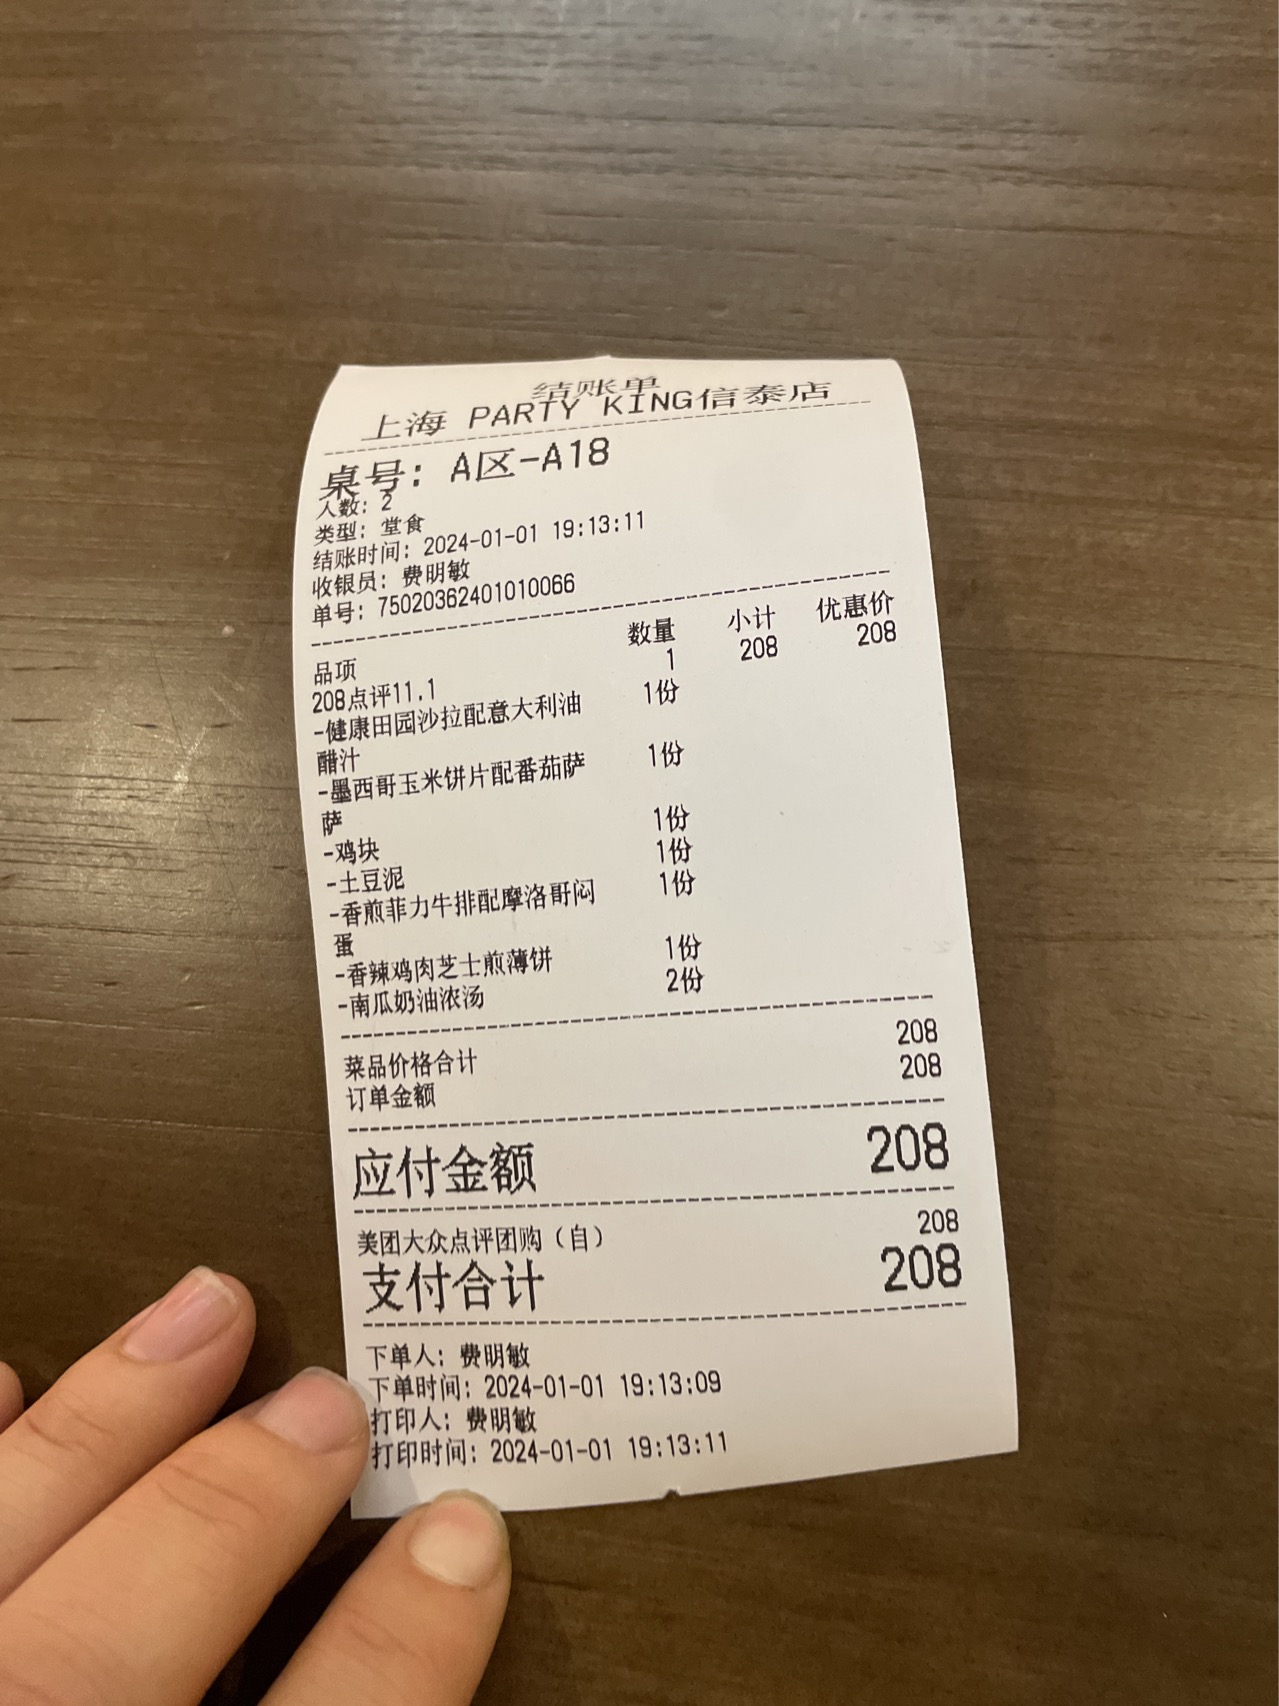 结账单
上海 PARTY KING信泰店
桌号: A区-A18
人数: 2
类型: 堂食
结账时间: 2024-01-01 19:13:11
收银员: 费明敏
单号: 75020362401010066
品项 数量 小计 优惠价
208点评11.1 1 208 208
-健康田园沙拉配意大利油 1份
醋汁
-墨西哥玉米饼片配番茄萨 1份
萨
-鸡块 1份
-土豆泥 1份
-香煎菲力牛排配摩洛哥闷 1份
蛋
-香辣鸡肉芝士煎薄饼 1份
-南瓜奶油浓汤 2份
菜品价格合计 208
订单金额 208
应付金额 208
美团大众点评团购（自） 208
支付合计 208
下单人: 费明敏
下单时间: 2024-01-01 19:13:09
打印人: 费明敏
打印时间: 2024-01-01 19:13:11